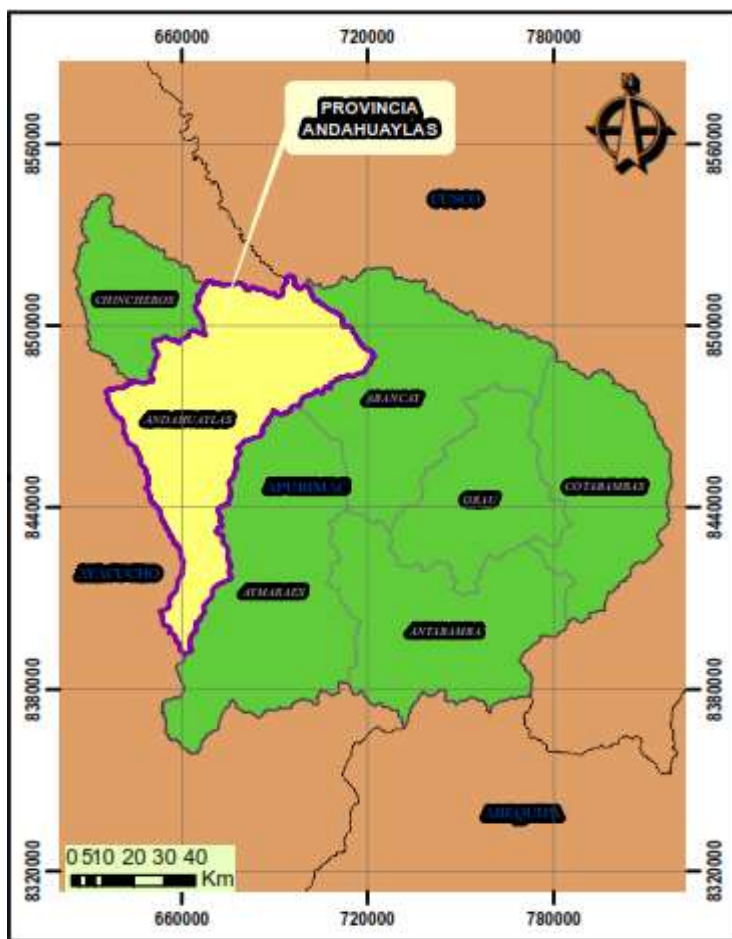 660000 720000 780000
PROVINCIA
ANDAHUAYLAS
N
8560000 8560000
CUSCO
CHINCHEROS
8500000 8500000
ABANCAY
ANDAHUAYLAS
APURIMAC
GRAU
COTABAMBAS
8440000 8440000
AYACUCHO
AYMARAES
ANTABAMBA
8380000 8380000
AREQUIPA
0 5 10 20 30 40
Km
8320000 8320000
660000 720000 780000